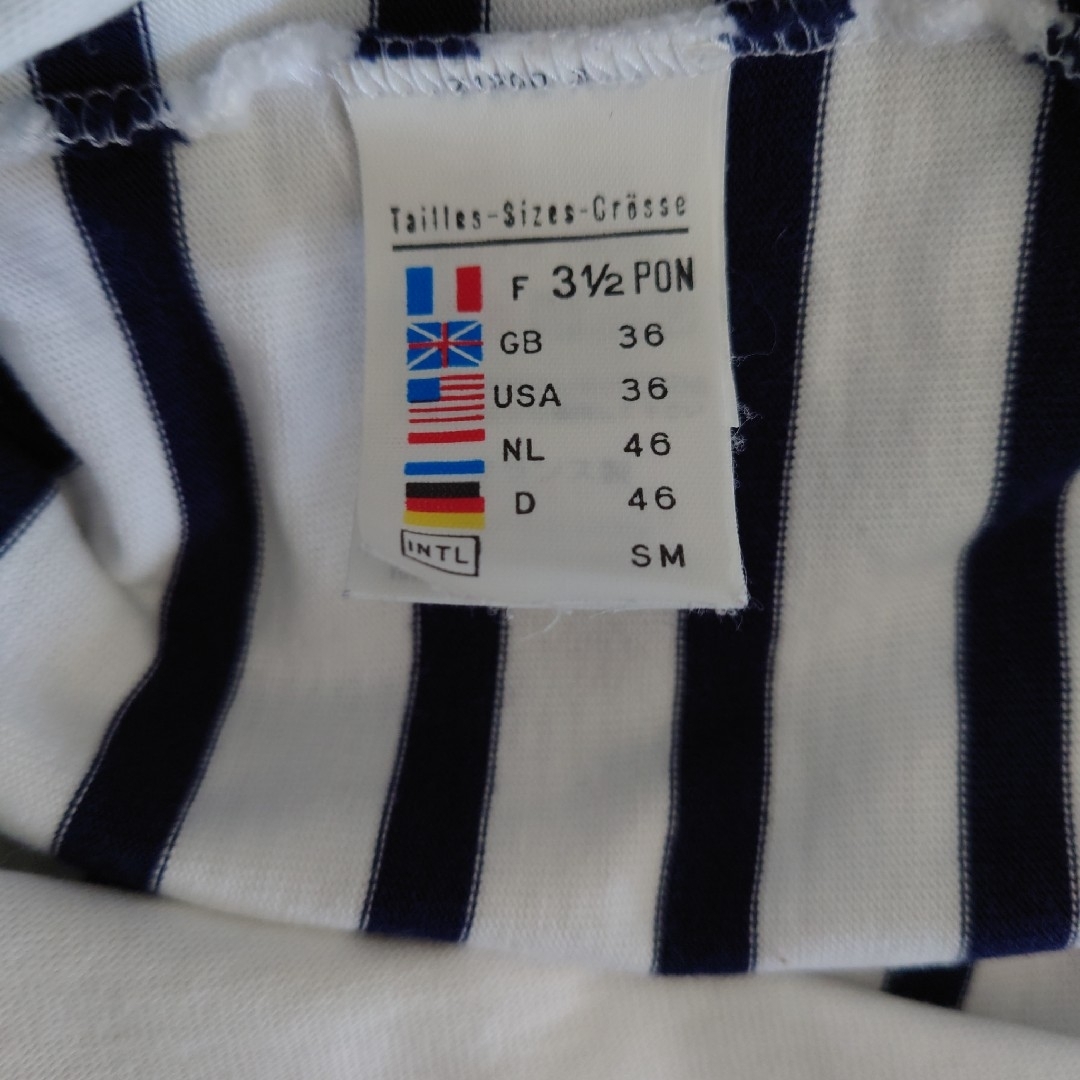 Tailles-Sizes-Grösse
F 3½ PON
GB 36
USA 36
NL 46
D 46
INTL SM